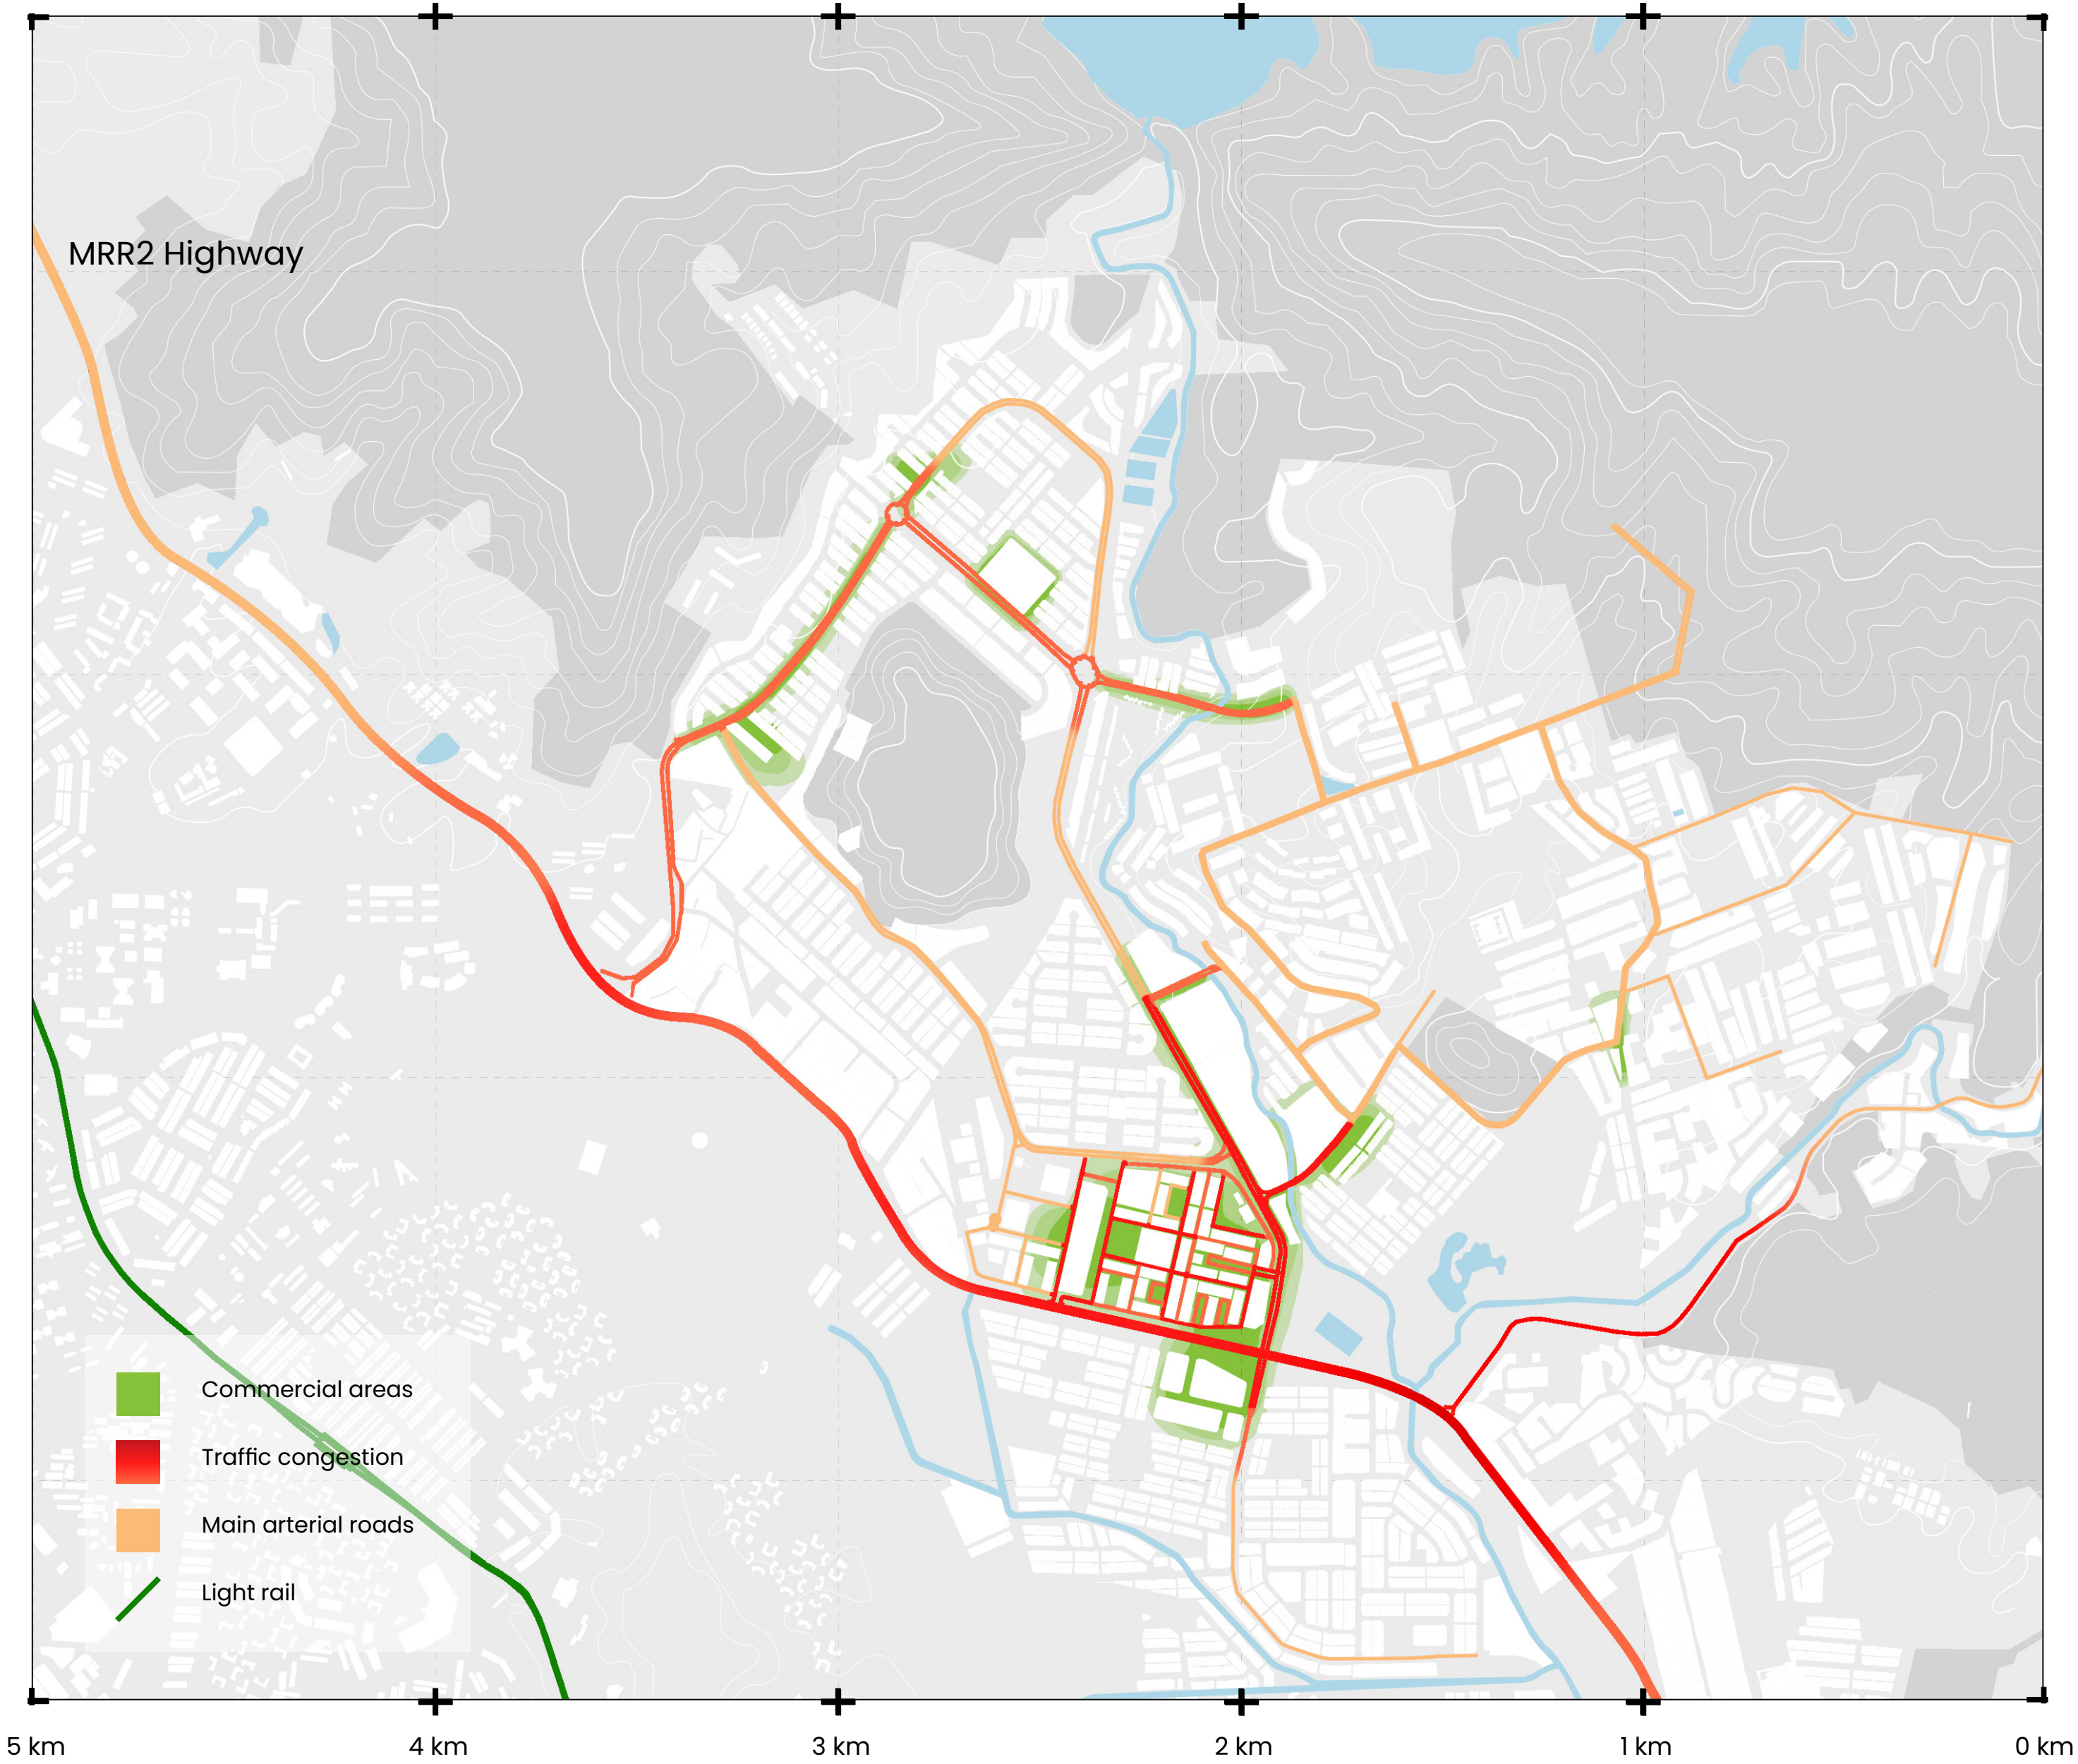 MRR2 Highway
Commercial areas
Traffic congestion
Main arterial roads
Light rail
5 km
4 km
3 km
2 km
1 km
0 km